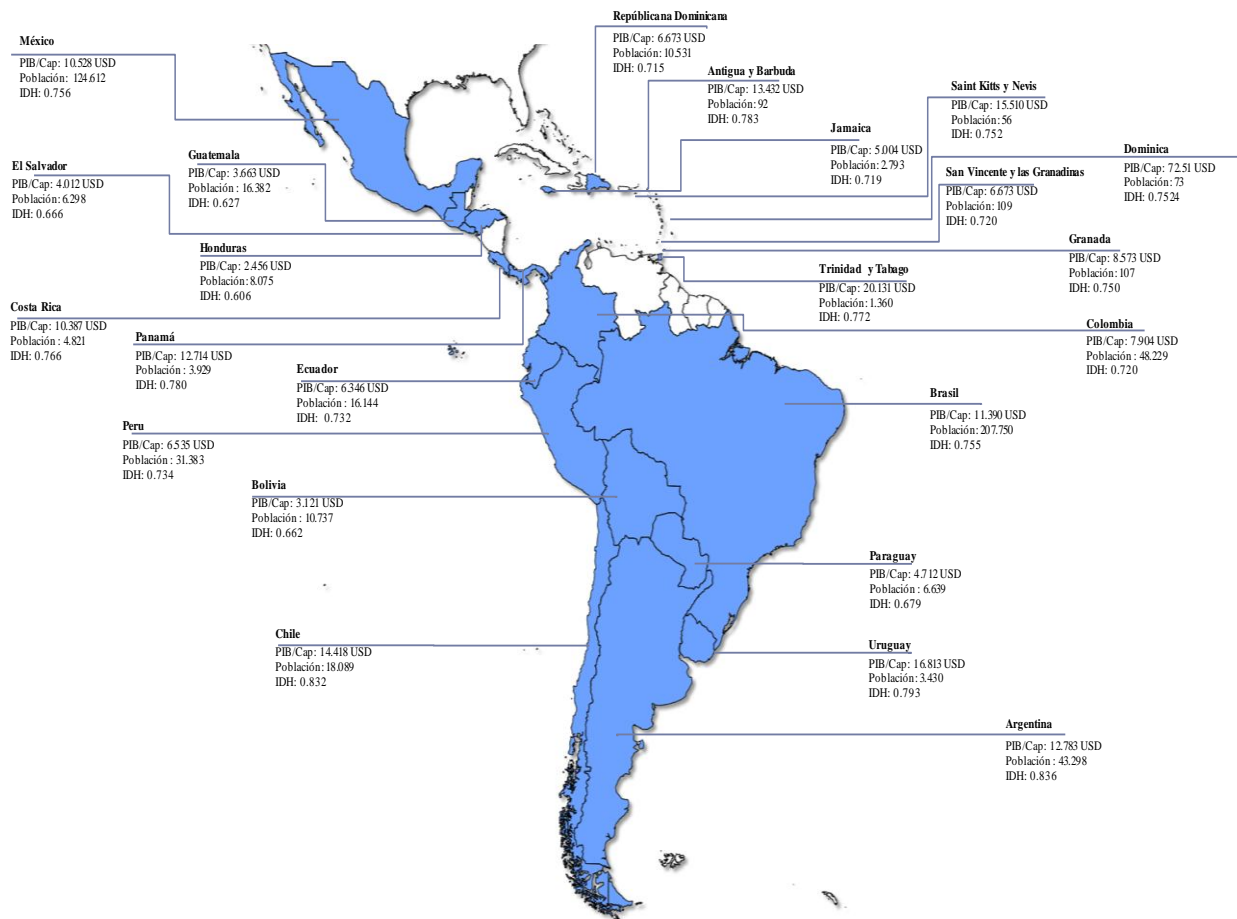 Repúblicana Dominicana
PIB/Cap: 6.673 USD
Población: 10.531
IDH: 0.715
México
PIB/Cap: 10.528 USD
Población: 124.612
IDH: 0.756
Antigua y Barbuda
PIB/Cap: 13.432 USD
Población: 92
IDH: 0.783
Saint Kitts y Nevis
PIB/Cap: 15.510 USD
Población: 56
IDH: 0.752
Jamaica
PIB/Cap: 5.004 USD
Población: 2.793
IDH: 0.719
Dominica
PIB/Cap: 72.51 USD
Población: 73
IDH: 0.7524
El Salvador
PIB/Cap: 4.012 USD
Población: 6.298
IDH: 0.666
Guatemala
PIB/Cap: 3.663 USD
Población : 16.382
IDH: 0.627
San Vincente y las Granadinas
PIB/Cap: 6.673 USD
Población: 109
IDH: 0.720
Honduras
PIB/Cap: 2.456 USD
Población: 8.075
IDH: 0.606
Granada
PIB/Cap: 8.573 USD
Población: 107
IDH: 0.750
Trinidad y Tabago
PIB/Cap: 20.131 USD
Población: 1.360
IDH: 0.772
Costa Rica
PIB/Cap: 10.387 USD
Población : 4.821
IDH: 0.766
Panamá
PIB/Cap: 12.714 USD
Población : 3.929
IDH: 0.780
Colombia
PIB/Cap: 7.904 USD
Población : 48.229
IDH: 0.720
Ecuador
PIB/Cap: 6.346 USD
Población : 16.144
IDH: 0.732
Brasil
PIB/Cap: 11.390 USD
Población: 207.750
IDH: 0.755
Peru
PIB/Cap: 6.535 USD
Población : 31.383
IDH: 0.734
Bolivia
PIB/Cap: 3.121 USD
Población : 10.737
IDH: 0.662
Paraguay
PIB/Cap: 4.712 USD
Población : 6.639
IDH: 0.679
Chile
PIB/Cap: 14.418 USD
Población : 18.089
IDH: 0.832
Uruguay
PIB/Cap: 16.813 USD
Población : 3.430
IDH: 0.793
Argentina
PIB/Cap: 12.783 USD
Población : 43.298
IDH: 0.836